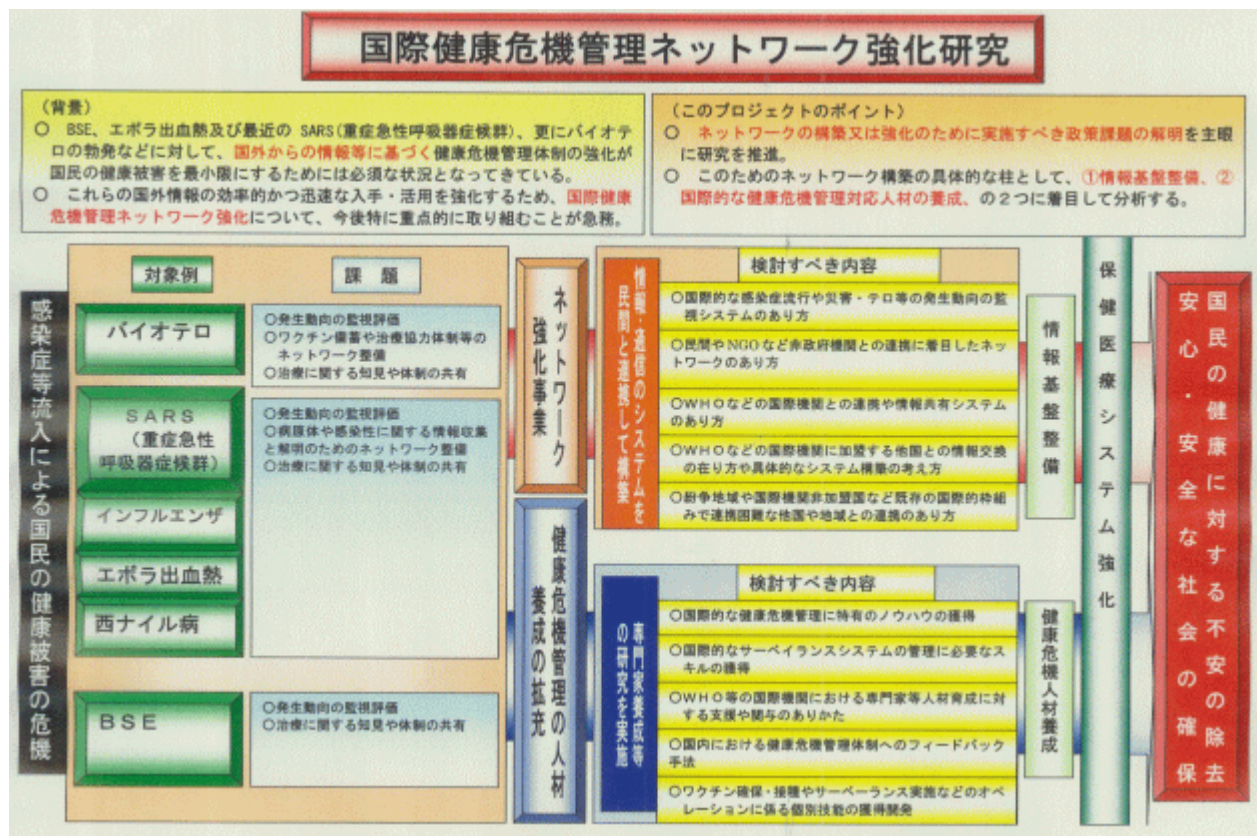 国際健康危機管理ネットワーク強化研究
（背景）
○ BSE、エボラ出血熱及び最近の SARS(重症急性呼吸器症候群)、更にバイオテ
ロの勃発などに対して、国外からの情報等に基づく健康危機管理体制の強化が
国民の健康被害を最小限にするためには必須な状況となってきている。
○ これらの国外情報の効率的かつ迅速な入手・活用を強化するため、国際健康
危機管理ネットワーク強化について、今後特に重点的に取り組むことが急務。
（このプロジェクトのポイント）
○ ネットワークの構築又は強化のために実施すべき政策課題の解明を主眼
に研究を推進。
○ このためのネットワーク構築の具体的な柱として、①情報基盤整備、②
国際的な健康危機管理対応人材の養成、の２つに着目して分析する。
感染症等流入による国民の健康被害の危機
対象例
課 題
バイオテロ
○発生動向の監視評価
○ワクチン備蓄や治療協力体制等の
ネットワーク整備
○治療に関する知見や体制の共有
SARS
（重症急性
呼吸器症候群）
○発生動向の監視評価
○病原体や感染性に関する情報収集
と解明のためのネットワーク整備
○治療に関する知見や体制の共有
インフルエンザ
エボラ出血熱
西ナイル病
BSE
○発生動向の監視評価
○治療に関する知見や体制の共有
ネットワーク
強化事業
健康危機管理の人材
養成の拡充
情報・通信のシステムを
民間と連携して構築
検討すべき内容
○国際的な感染症流行や災害・テロ等の発生動向の監
視システムのあり方
○民間やNGOなど非政府機関との連携に着目したネッ
トワークのあり方
○WHOなどの国際機関との連携や情報共有システム
のあり方
○WHOなどの国際機関に加盟する他国との情報交換
の在り方や具体的なシステム構築の考え方
○紛争地域や国際機関非加盟国など既存の国際的枠組
みで連携困難な他国や地域との連携のあり方
専門家養成等
の研究を実施
検討すべき内容
○国際的な健康危機管理に特有のノウハウの獲得
○国際的なサーベイランスシステムの管理に必要なス
キルの獲得
○WHO等の国際機関における専門家等人材育成に対
する支援や関与のありかた
○国内における健康危機管理体制へのフィードバック
手法
○ワクチン確保・接種やサーベーランス実施などのオペ
レーションに係る個別技能の獲得開発
情報基盤整備
健康危機人材養成
保健医療システム強化
国民の健康に対する不安の除去
安心・安全な社会の確保